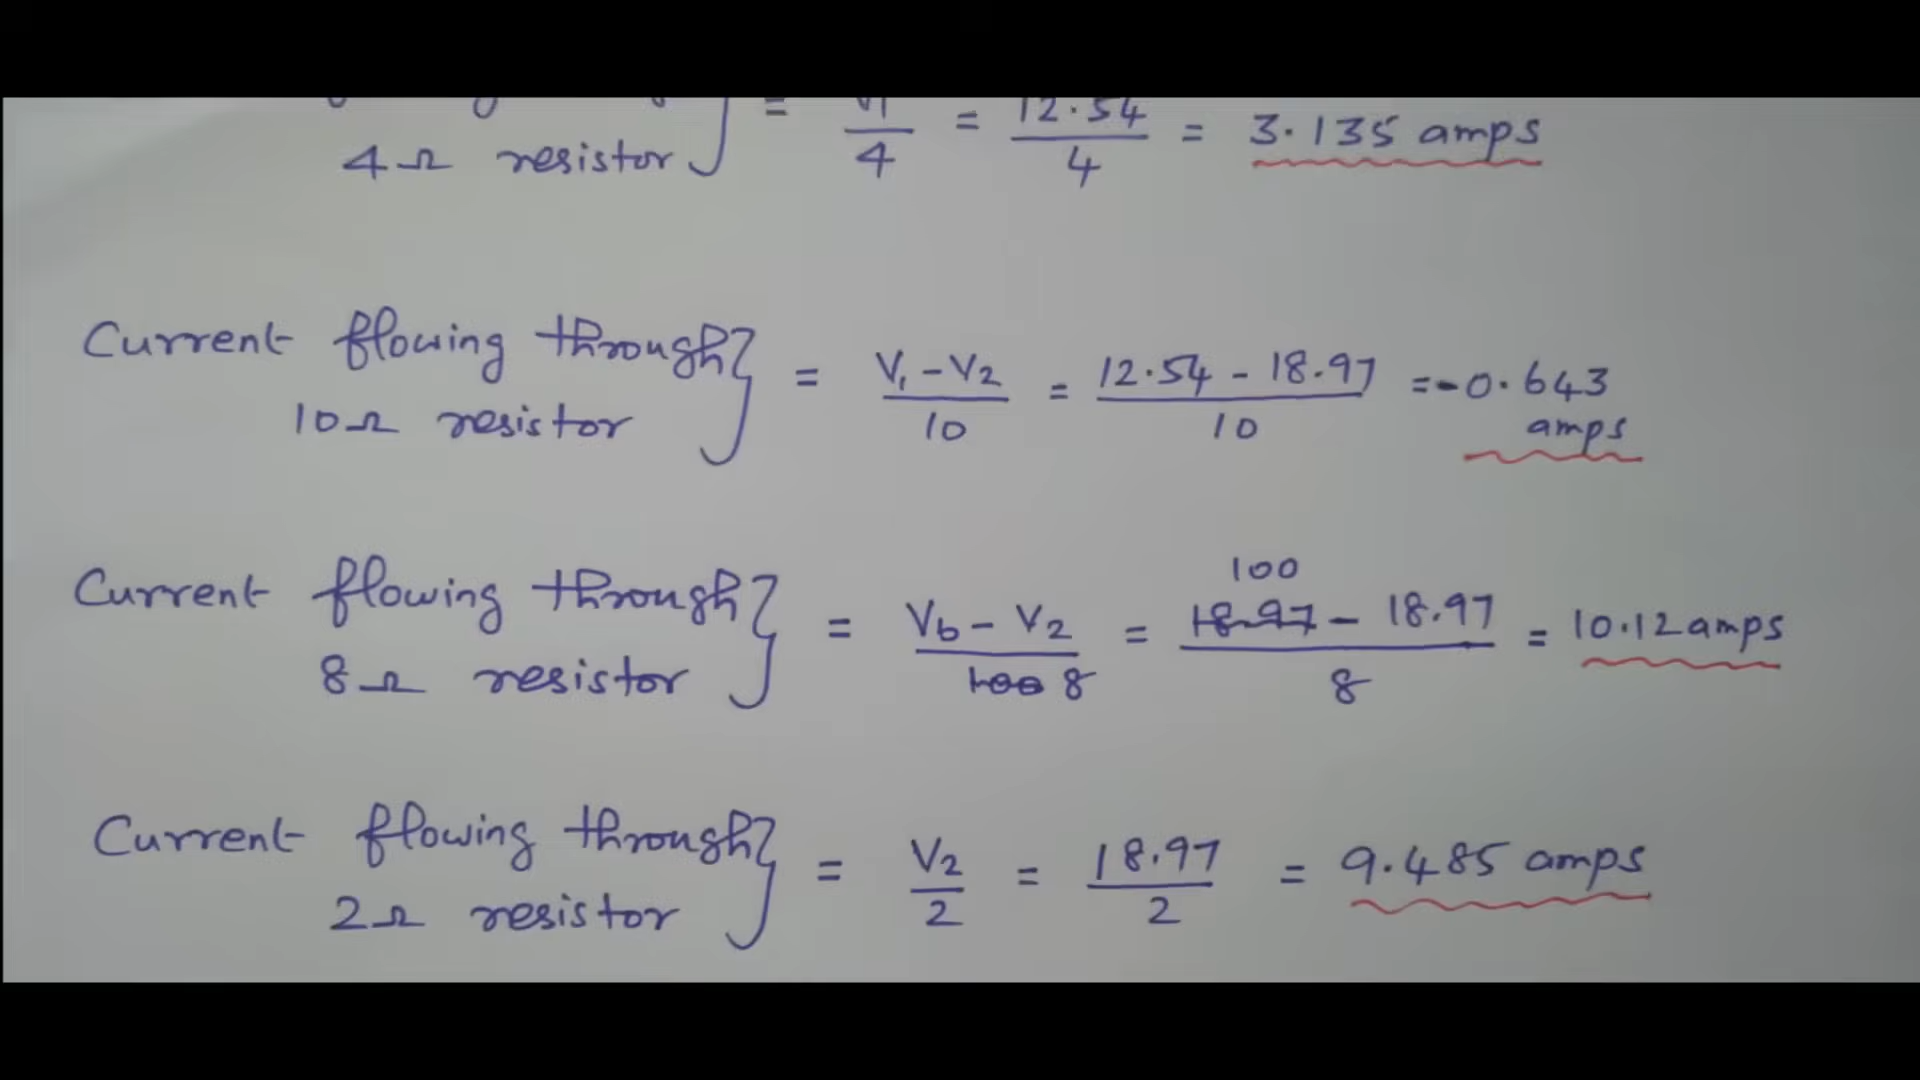 = V1/4 = 12.54/4 = 3.135 amps
4Ω resistor
Current flowing through } = V1 - V2/10 = 12.54 - 18.97/10 = -0.643
10Ω resistor amps
100
Current flowing through } = Vb - V2/100 8 = 18.97 - 18.97/8 = 10.12 amps
8Ω resistor
Current flowing through } = V2/2 = 18.97/2 = 9.485 amps
2Ω resistor